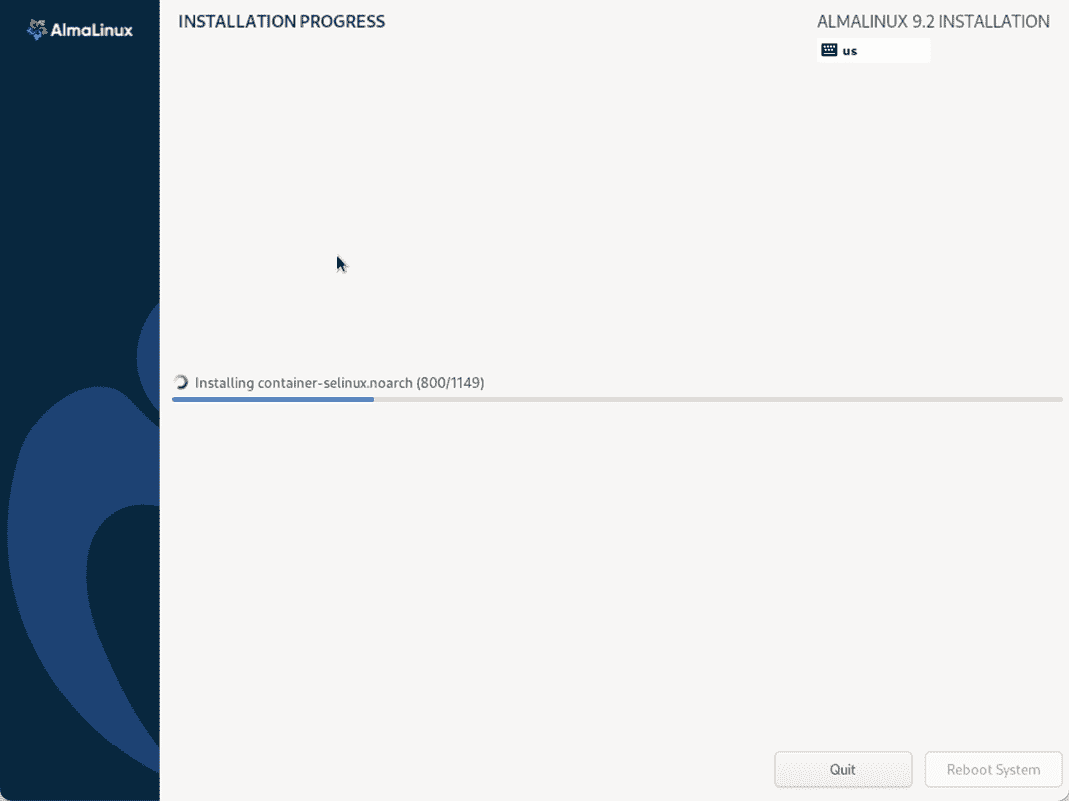 AlmaLinux
INSTALLATION PROGRESS
ALMALINUX 9.2 INSTALLATION
us
Installing container-selinux.noarch (800/1149)
Quit
Reboot System